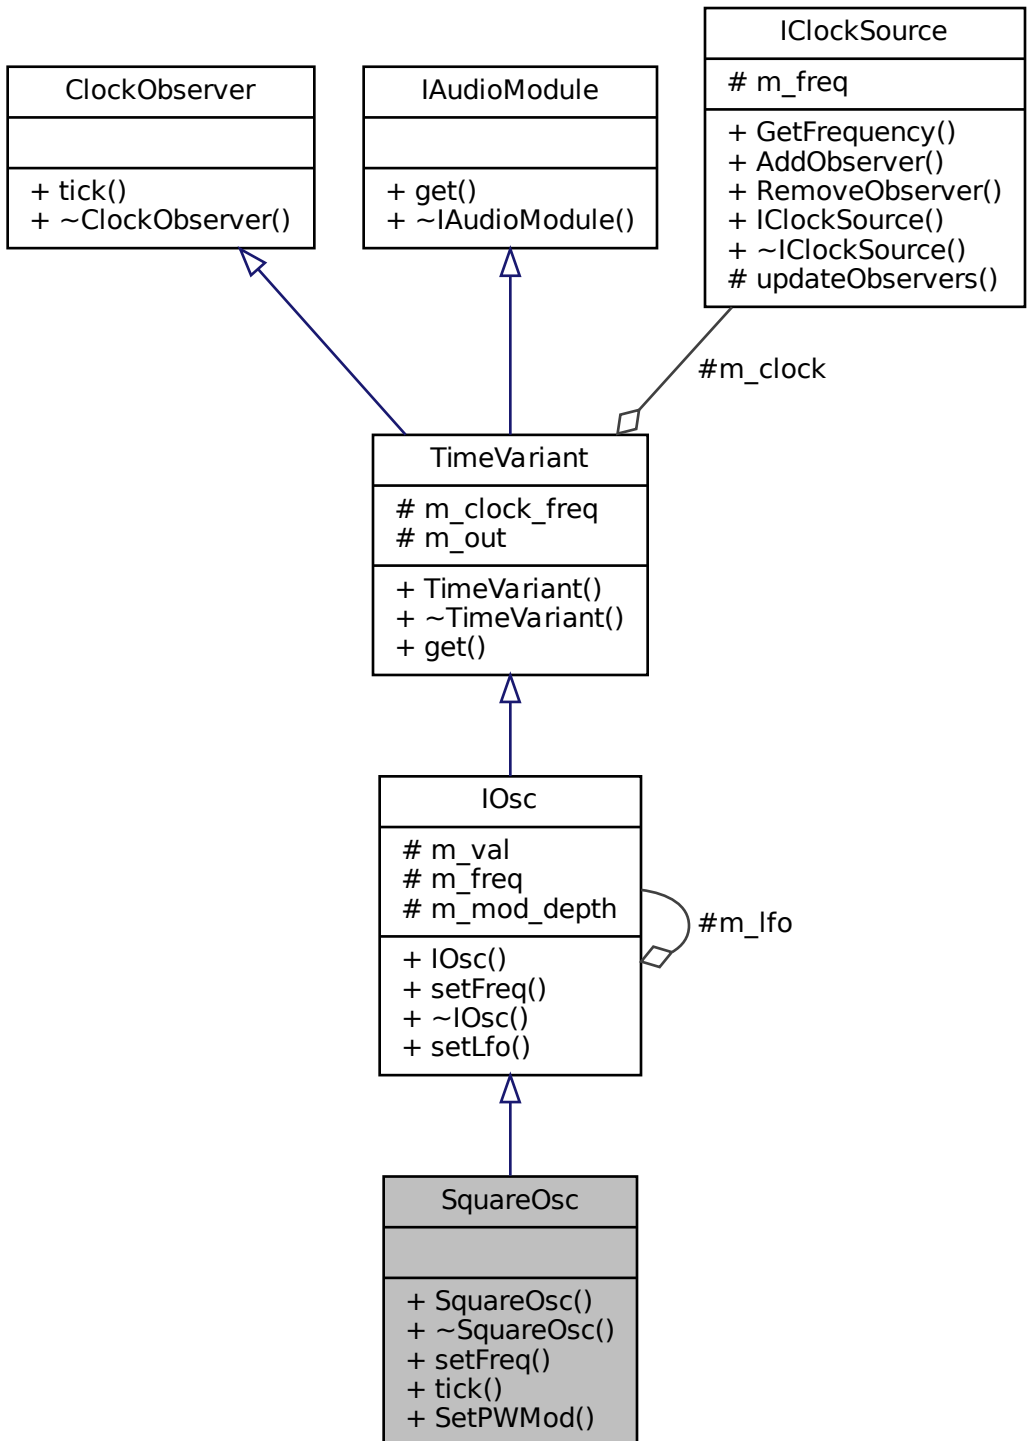 IClockSource
# m_freq
+ GetFrequency()
+ AddObserver()
+ RemoveObserver()
+ IClockSource()
+ ~IClockSource()
# updateObservers()
ClockObserver
+ tick()
+ ~ClockObserver()
IAudioModule
+ get()
+ ~IAudioModule()
#m_clock
TimeVariant
# m_clock_freq
# m_out
+ TimeVariant()
+ ~TimeVariant()
+ get()
IOsc
# m_val
# m_freq
# m_mod_depth
+ IOsc()
+ setFreq()
+ ~IOsc()
+ setLfo()
#m_lfo
SquareOsc
+ SquareOsc()
+ ~SquareOsc()
+ setFreq()
+ tick()
+ SetPWMod()